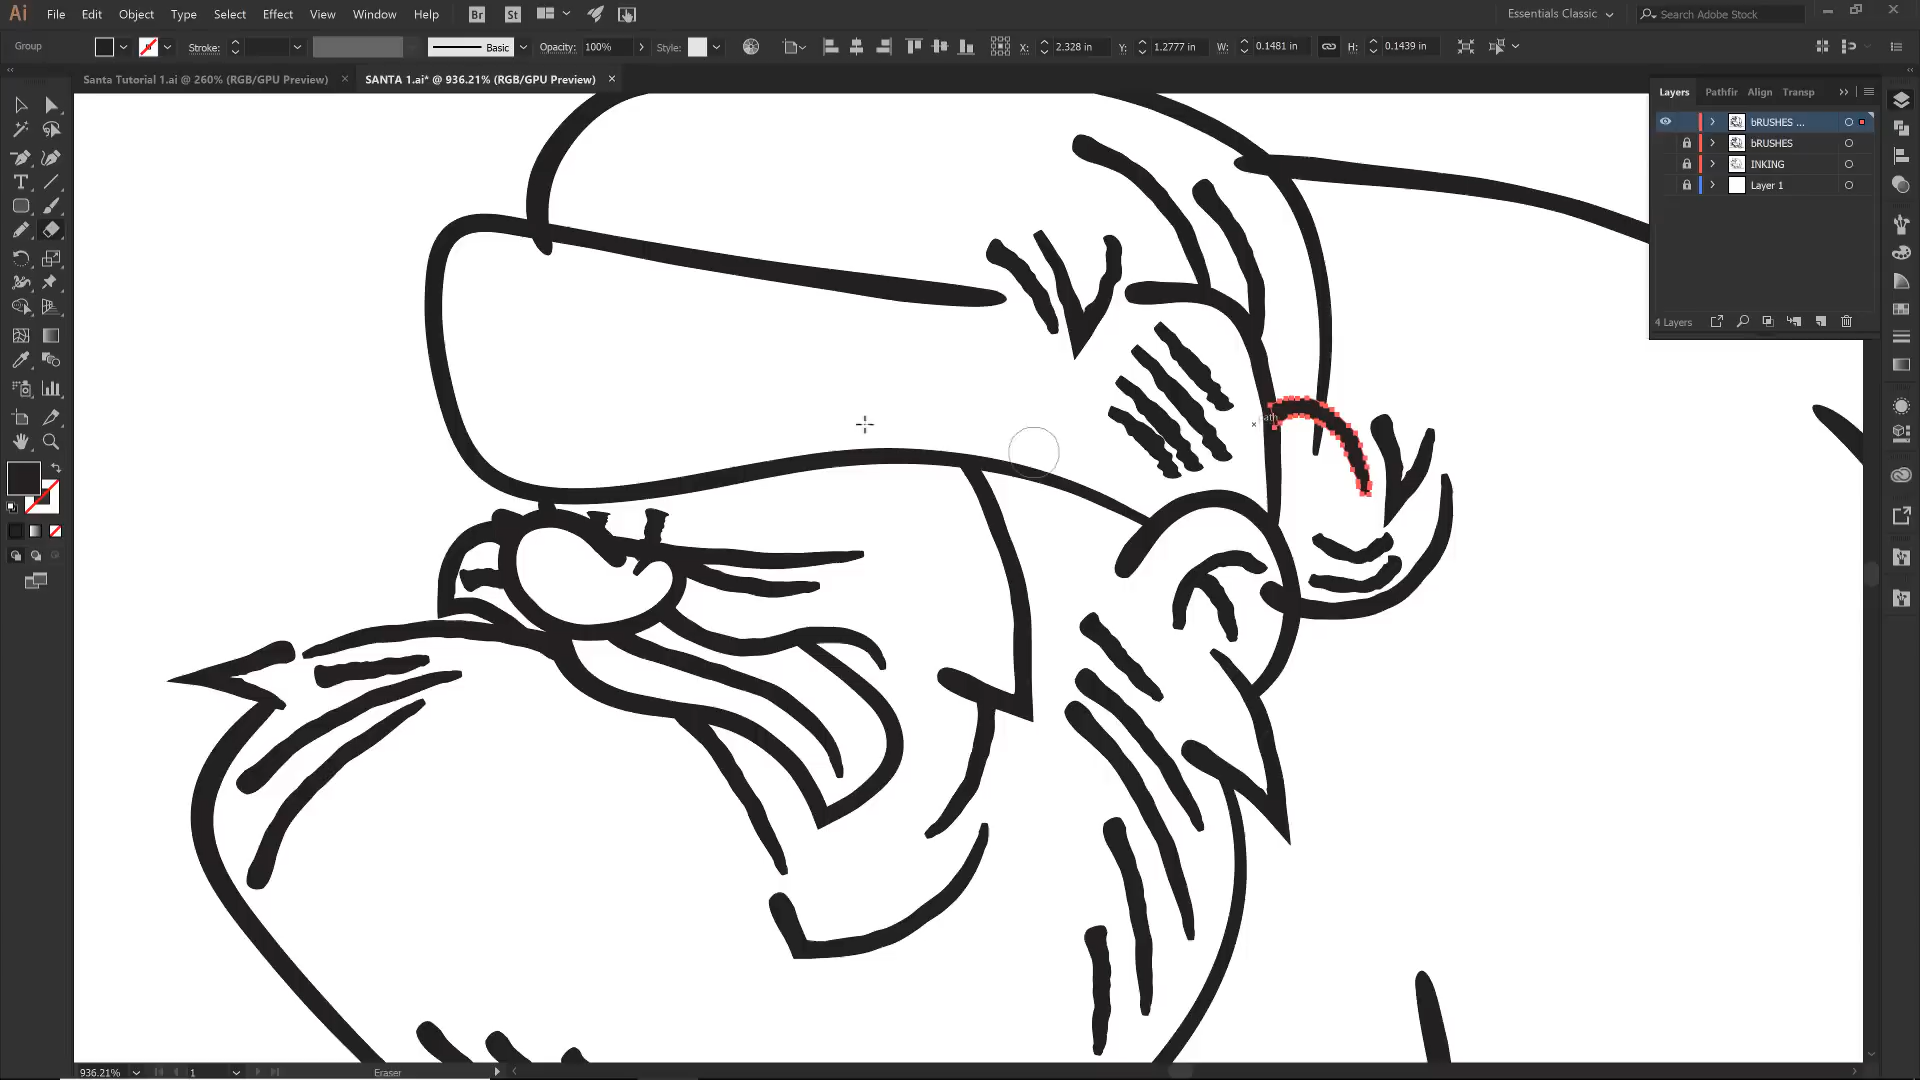 Ai File Edit Object Type Select Effect View Window Help Br St Essentials Classic Search Adobe Stock
Group Stroke: Basic Opacity: 100% Style: X: 2.328 in Y: 1.2777 in W: 0.1481 in H: 0.1439 in
Santa Tutorial 1.ai @ 260% (RGB/GPU Preview) × SANTA 1.ai* @ 936.21% (RGB/GPU Preview) ×
Layers Pathfir Align Transp
bRUSHES ...
bRUSHES
INKING
Layer 1
4 Layers
path
936.21% 1 Eraser